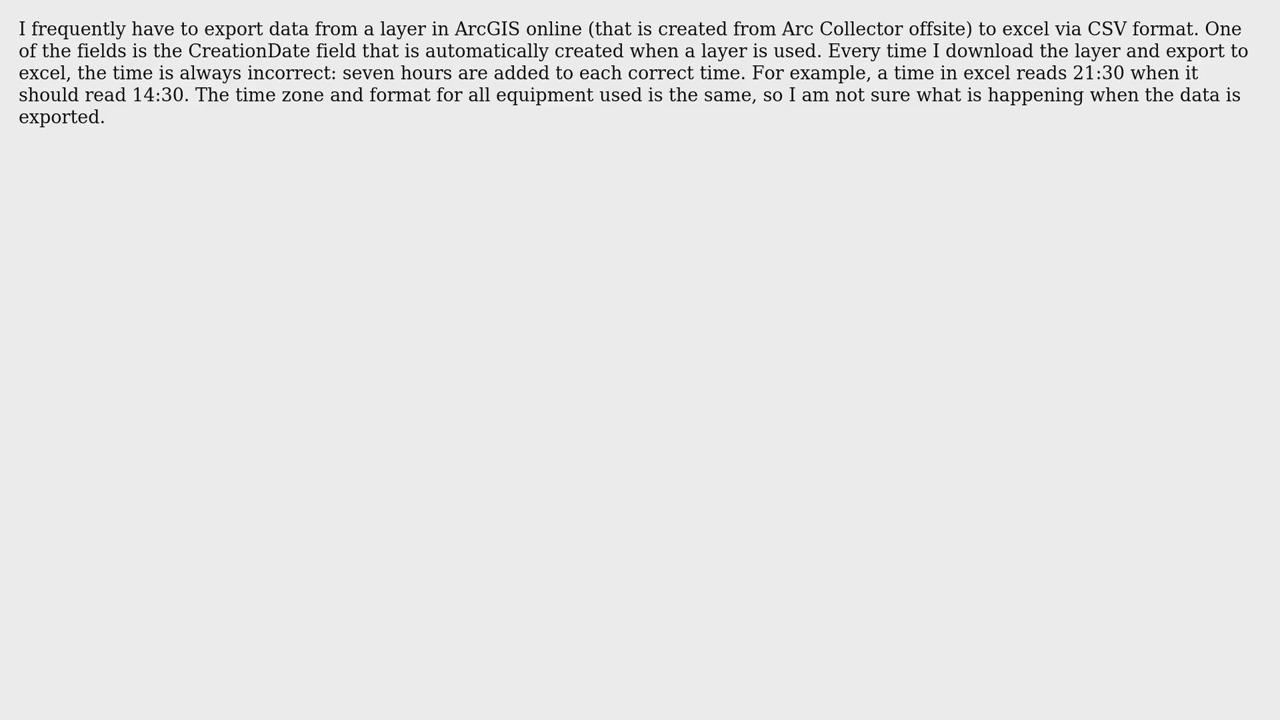 I frequently have to export data from a layer in ArcGIS online (that is created from Arc Collector offsite) to excel via CSV format. One
of the fields is the CreationDate field that is automatically created when a layer is used. Every time I download the layer and export to
excel, the time is always incorrect: seven hours are added to each correct time. For example, a time in excel reads 21:30 when it
should read 14:30. The time zone and format for all equipment used is the same, so I am not sure what is happening when the data is
exported.